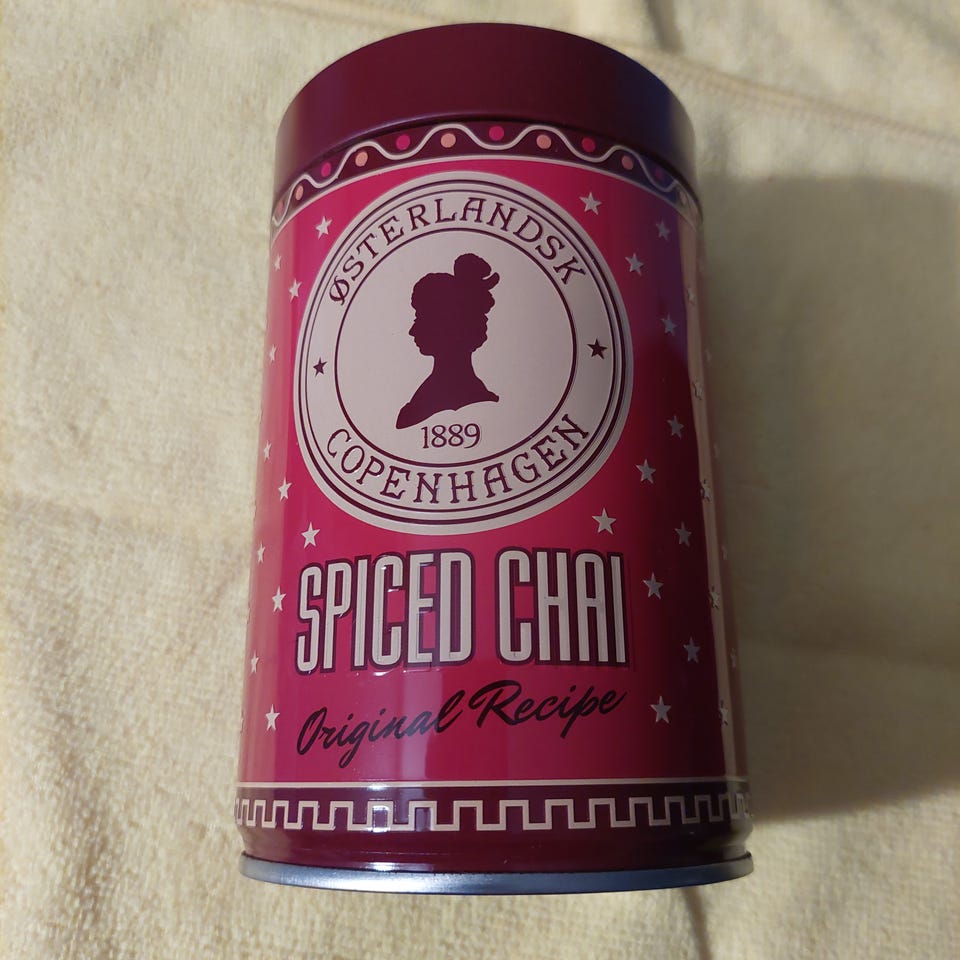 ØSTERLANDSK
1889
COPENHAGEN
SPICED CHAI
Original Recipe